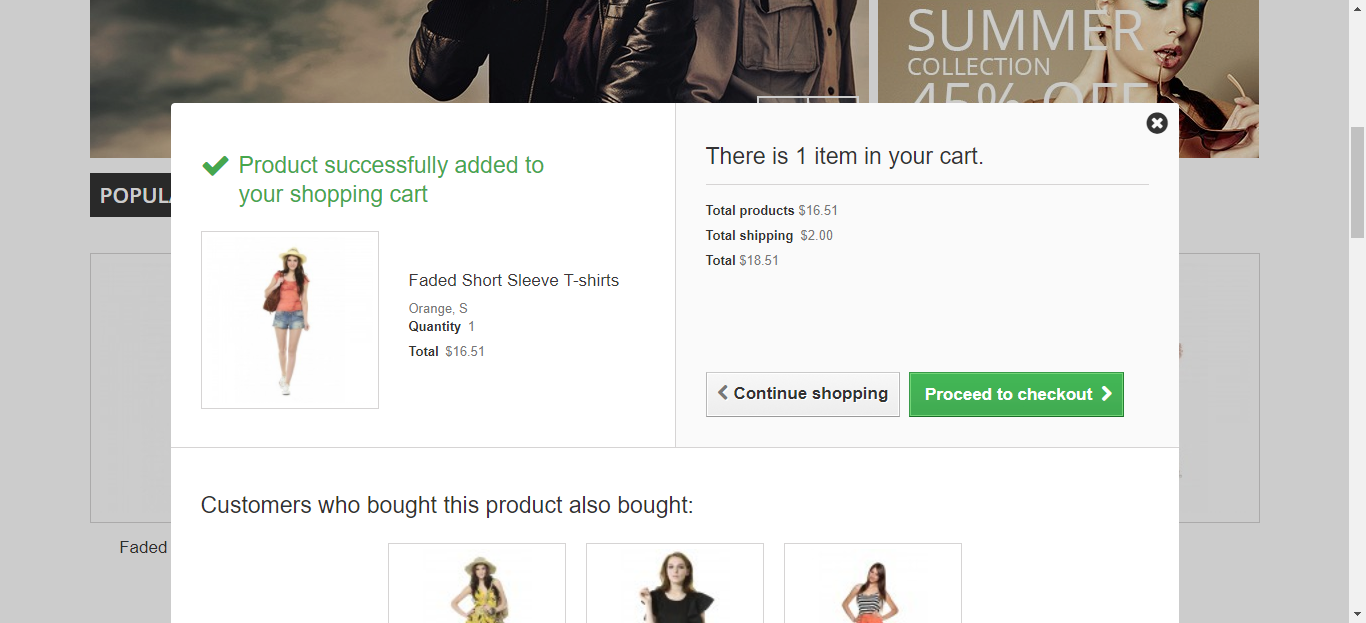 SUMMER
COLLECTION
45% OFF
POPULA
Product successfully added to
your shopping cart
Faded Short Sleeve T-shirts
Orange, S
Quantity 1
Total $16.51
There is 1 item in your cart.
Total products $16.51
Total shipping $2.00
Total $18.51
Continue shopping
Proceed to checkout
Customers who bought this product also bought:
Faded